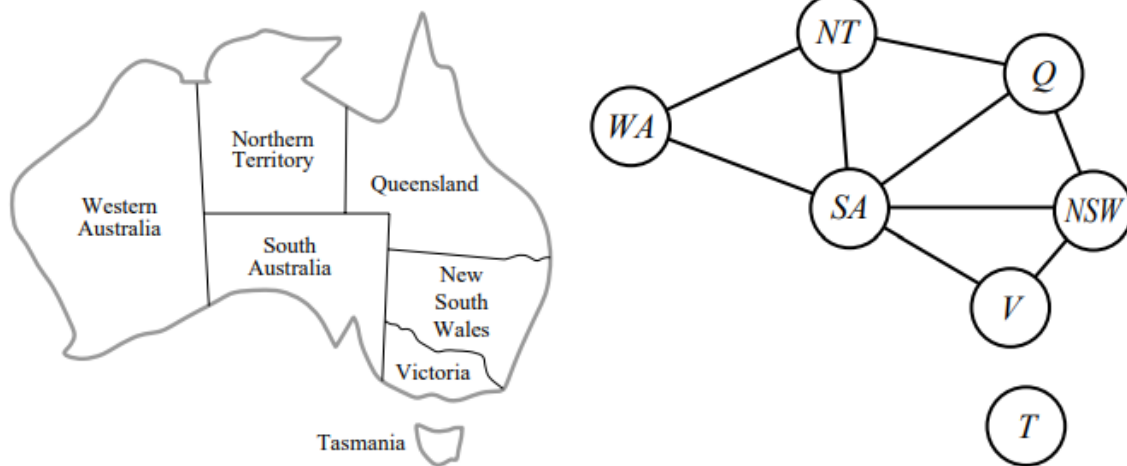 Northern
Territory
Queensland
Western
Australia
South
Australia
New
South
Wales
Victoria
Tasmania
NT
Q
WA
SA
NSW
V
T